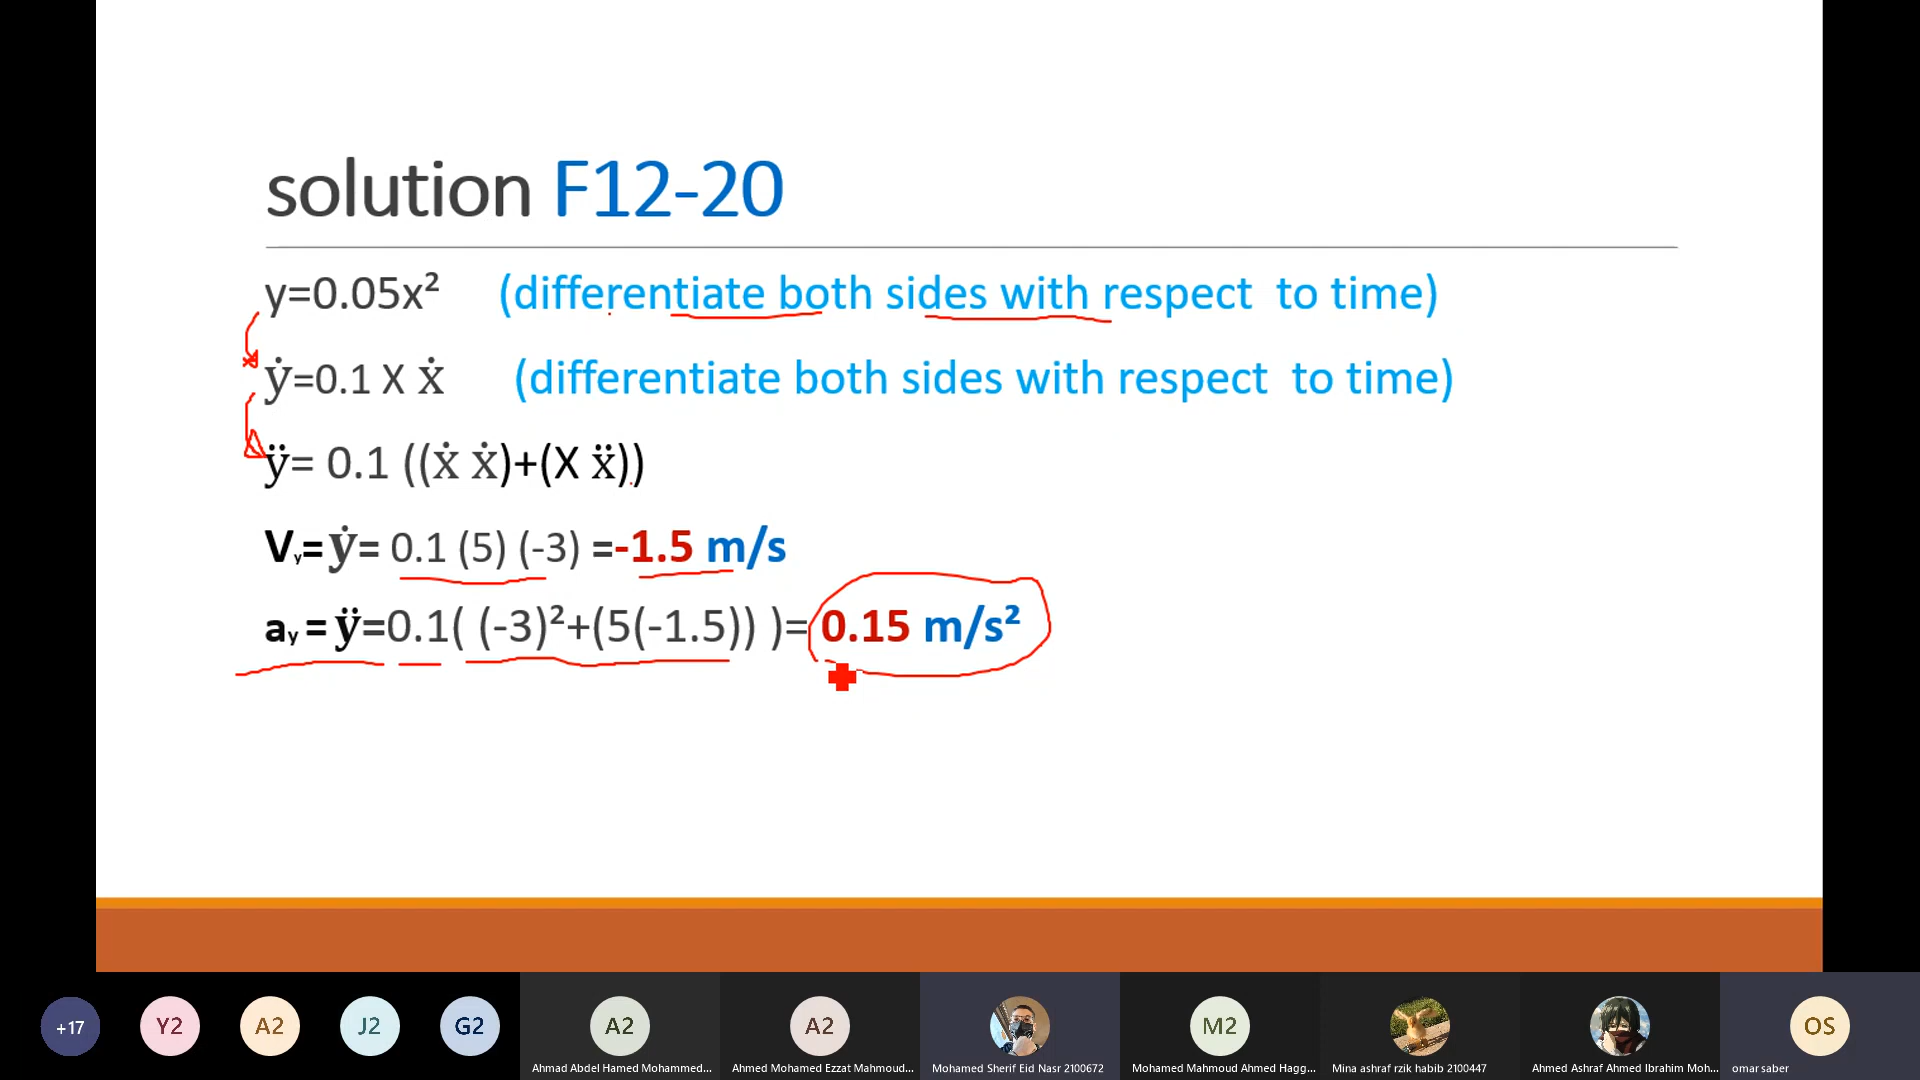 solution F12-20
y=0.05x² (differentiate both sides with respect to time)
ẏ=0.1 X ẋ (differentiate both sides with respect to time)
ÿ= 0.1 ((ẋ ẋ)+(X ẍ))
Vy=ẏ= 0.1 (5) (-3) =-1.5 m/s
ay = ÿ=0.1( (-3)²+(5(-1.5)) )= 0.15 m/s²
+17 Y2 A2 J2 G2 A2 A2 M2 OS
Ahmad Abdel Hamed Mohammed... Ahmed Mohamed Ezzat Mahmoud... Mohamed Sherif Eid Nasr 2100672 Mohamed Mahmoud Ahmed Hagg... Mina ashraf rzik habib 2100447 Ahmed Ashraf Ahmed Ibrahim Moh... omar saber